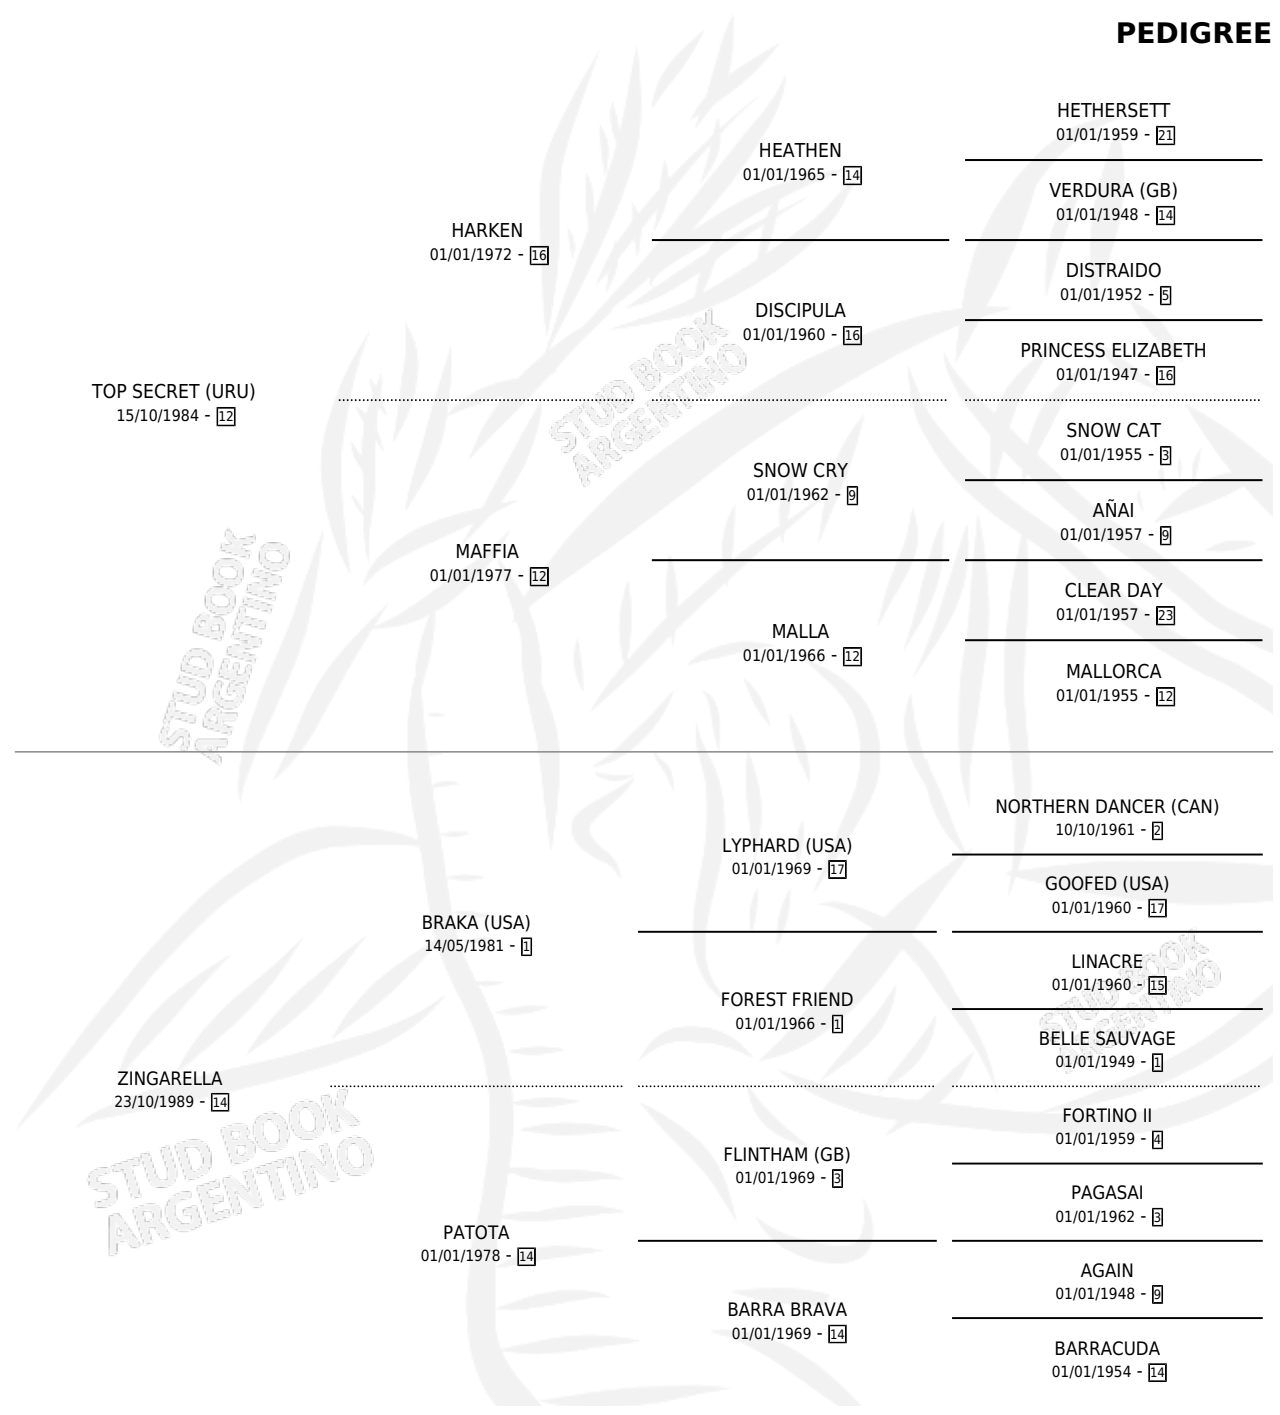 PEDIGREE
HETHERSETT
01/01/1959 - 21
HEATHEN
01/01/1965 - 14
VERDURA (GB)
01/01/1948 - 14
HARKEN
01/01/1972 - 16
DISTRAIDO
01/01/1952 - 5
DISCIPULA
01/01/1960 - 16
PRINCESS ELIZABETH
01/01/1947 - 16
TOP SECRET (URU)
15/10/1984 - 12
STUD BOOK
ARGENTINO
SNOW CAT
01/01/1955 - 3
SNOW CRY
01/01/1962 - 9
AÑAI
01/01/1957 - 9
MAFFIA
01/01/1977 - 12
CLEAR DAY
01/01/1957 - 23
MALLA
01/01/1966 - 12
MALLORCA
01/01/1955 - 12
STUD BOOK
ARGENTINO
NORTHERN DANCER (CAN)
10/10/1961 - 2
LYPHARD (USA)
01/01/1969 - 17
GOOFED (USA)
01/01/1960 - 17
BRAKA (USA)
14/05/1981 - 1
LINACRE
01/01/1960 - 15
FOREST FRIEND
01/01/1966 - 1
STUD BOOK
ARGENTINO
BELLE SAUVAGE
01/01/1949 - 1
ZINGARELLA
23/10/1989 - 14
FORTINO II
01/01/1959 - 4
STUD BOOK
ARGENTINO
FLINTHAM (GB)
01/01/1969 - 3
PAGASAI
01/01/1962 - 3
PATOTA
01/01/1978 - 14
AGAIN
01/01/1948 - 9
BARRA BRAVA
01/01/1969 - 14
BARRACUDA
01/01/1954 - 14